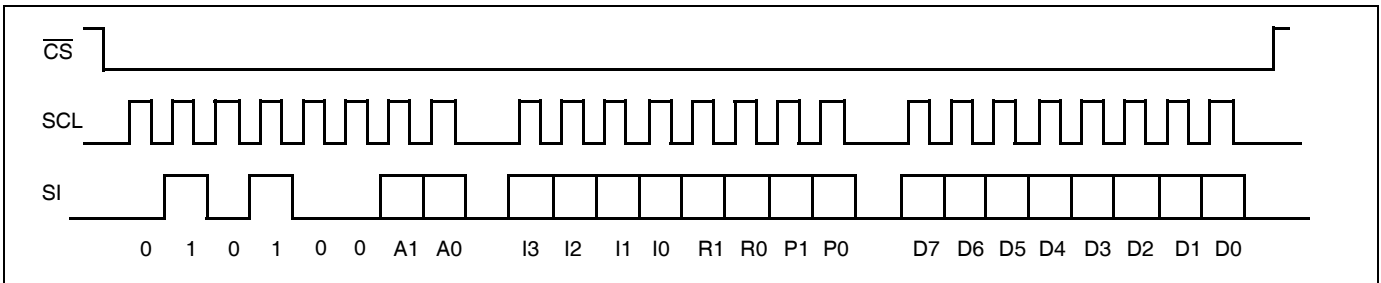 CS
SCL
SI
0 1 0 1 0 0 A1 A0 I3 I2 I1 I0 R1 R0 P1 P0 D7 D6 D5 D4 D3 D2 D1 D0